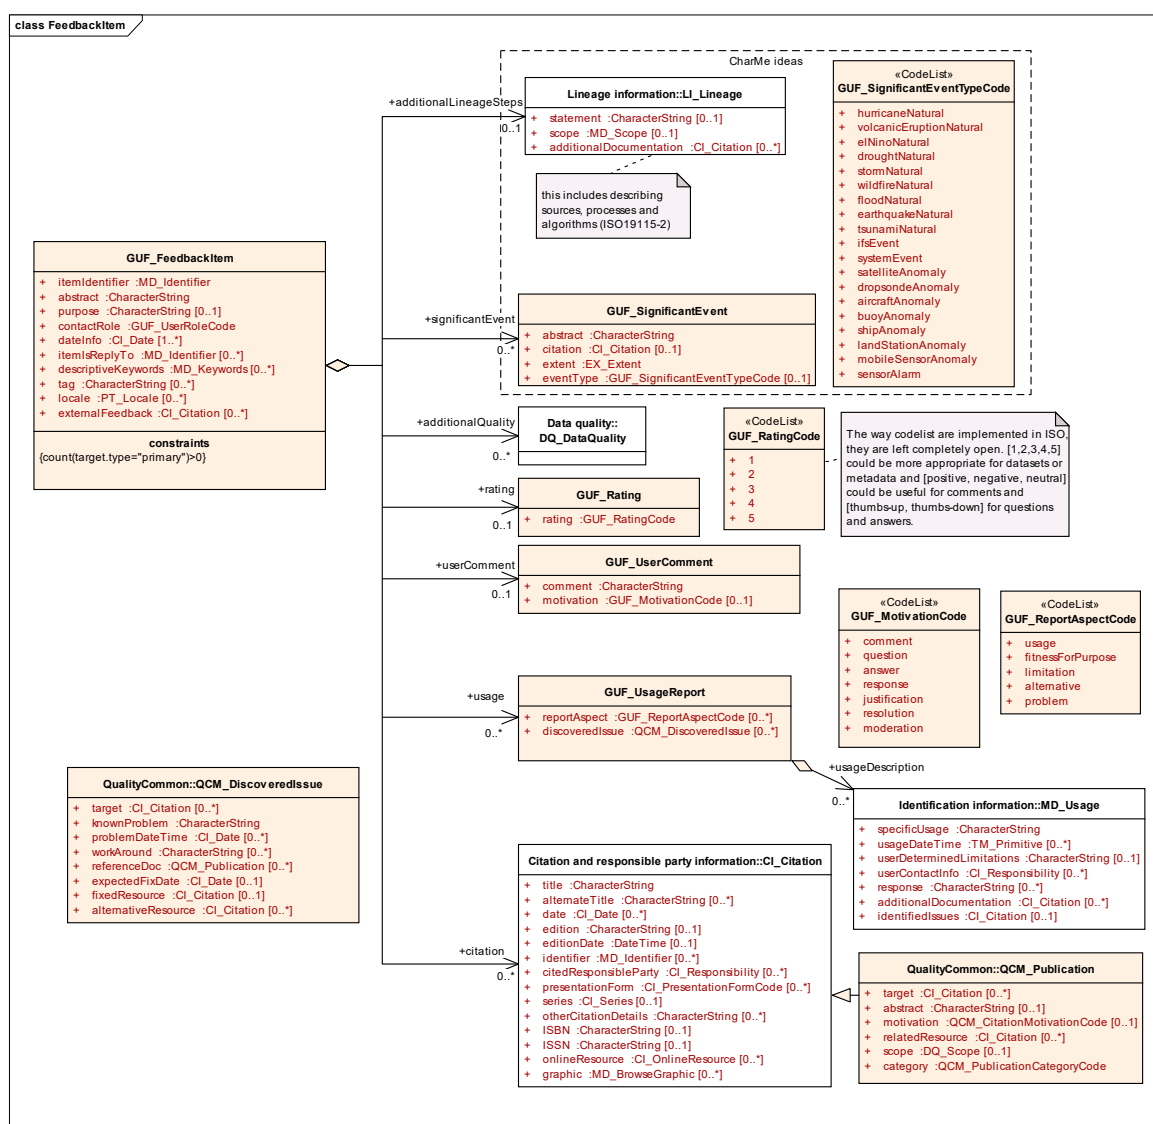 class FeedbackItem
CharMe ideas
+additionalLineageSteps
0..1
Lineage information::LI_Lineage
+ statement :CharacterString [0..1]
+ scope :MD_Scope [0..1]
+ additionalDocumentation :CI_Citation [0..*]
this includes describing
sources, processes and
algorithms (ISO19115-2)
«CodeList»
GUF_SignificantEventTypeCode
+ hurricaneNatural
+ volcanicEruptionNatural
+ elNinoNatural
+ droughtNatural
+ stormNatural
+ wildfireNatural
+ floodNatural
+ earthquakeNatural
+ tsunamiNatural
+ ifsEvent
+ systemEvent
+ satelliteAnomaly
+ dropsondeAnomaly
+ aircraftAnomaly
+ buoyAnomaly
+ shipAnomaly
+ landStationAnomaly
+ mobileSensorAnomaly
+ sensorAlarm
GUF_FeedbackItem
+ itemIdentifier :MD_Identifier
+ abstract :CharacterString
+ purpose :CharacterString [0..1]
+ contactRole :GUF_UserRoleCode
+ dateInfo :CI_Date [1..*]
+ itemIsReplyTo :MD_Identifier [0..*]
+ descriptiveKeywords :MD_Keywords [0..*]
+ tag :CharacterString [0..*]
+ locale :PT_Locale [0..*]
+ externalFeedback :CI_Citation [0..*]
constraints
{count(target.type="primary")>0}
+significantEvent
0..*
GUF_SignificantEvent
+ abstract :CharacterString
+ citation :CI_Citation [0..1]
+ extent :EX_Extent
+ eventType :GUF_SignificantEventTypeCode [0..1]
+additionalQuality
0..*
Data quality::
DQ_DataQuality
«CodeList»
GUF_RatingCode
+ 1
+ 2
+ 3
+ 4
+ 5
The way codelist are implemented in ISO,
they are left completely open. [1,2,3,4,5]
could be more appropriate for datasets or
metadata and [positive, negative, neutral]
could be useful for comments and
[thumbs-up, thumbs-down] for questions
and answers.
+rating
0..1
GUF_Rating
+ rating :GUF_RatingCode
+userComment
0..1
GUF_UserComment
+ comment :CharacterString
+ motivation :GUF_MotivationCode [0..1]
«CodeList»
GUF_MotivationCode
+ comment
+ question
+ answer
+ response
+ justification
+ resolution
+ moderation
«CodeList»
GUF_ReportAspectCode
+ usage
+ fitnessForPurpose
+ limitation
+ alternative
+ problem
+usage
0..*
GUF_UsageReport
+ reportAspect :GUF_ReportAspectCode [0..*]
+ discoveredIssue :QCM_DiscoveredIssue [0..*]
+usageDescription
0..*
Identification information::MD_Usage
+ specificUsage :CharacterString
+ usageDateTime :TM_Primitive [0..*]
+ userDeterminedLimitations :CharacterString [0..1]
+ userContactInfo :CI_Responsibility [0..*]
+ response :CharacterString [0..*]
+ additionalDocumentation :CI_Citation [0..*]
+ identifiedIssues :CI_Citation [0..1]
QualityCommon::QCM_DiscoveredIssue
+ target :CI_Citation [0..*]
+ knownProblem :CharacterString
+ problemDateTime :CI_Date [0..*]
+ workAround :CharacterString [0..*]
+ referenceDoc :QCM_Publication [0..*]
+ expectedFixDate :CI_Date [0..1]
+ fixedResource :CI_Citation [0..1]
+ alternativeResource :CI_Citation [0..*]
+citation
0..*
Citation and responsible party information::CI_Citation
+ title :CharacterString
+ alternateTitle :CharacterString [0..*]
+ date :CI_Date [0..*]
+ edition :CharacterString [0..1]
+ editionDate :DateTime [0..1]
+ identifier :MD_Identifier [0..*]
+ citedResponsibleParty :CI_Responsibility [0..*]
+ presentationForm :CI_PresentationFormCode [0..*]
+ series :CI_Series [0..1]
+ otherCitationDetails :CharacterString [0..*]
+ ISBN :CharacterString [0..1]
+ ISSN :CharacterString [0..1]
+ onlineResource :CI_OnlineResource [0..*]
+ graphic :MD_BrowseGraphic [0..*]
QualityCommon::QCM_Publication
+ target :CI_Citation [0..*]
+ abstract :CharacterString [0..1]
+ motivation :QCM_CitationMotivationCode [0..1]
+ relatedResource :CI_Citation [0..*]
+ scope :DQ_Scope [0..1]
+ category :QCM_PublicationCategoryCode